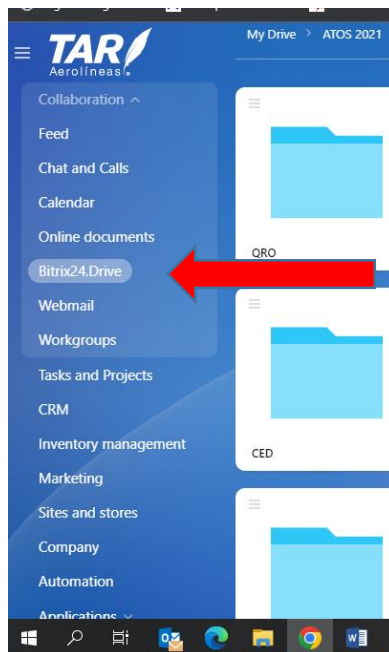 TAR
Aerolíneas
My Drive > ATOS 2021
Collaboration
Feed
Chat and Calls
Calendar
Online documents
QRO
Bitrix24.Drive
Webmail
Workgroups
Tasks and Projects
CRM
Inventory management
CED
Marketing
Sites and stores
Company
Automation
Applications